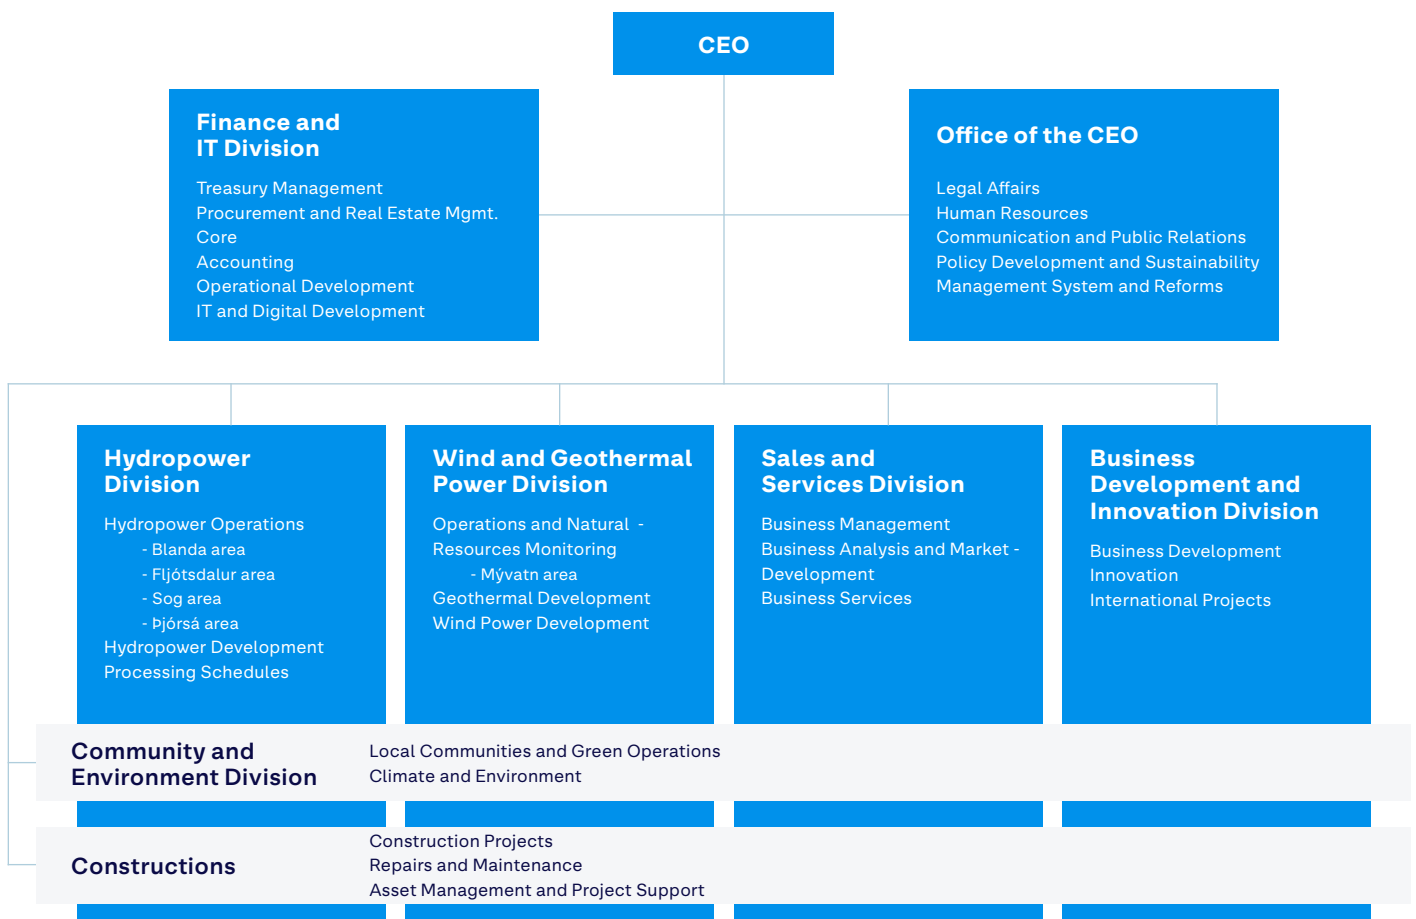 CEO
Finance and
IT Division
Treasury Management
Procurement and Real Estate Mgmt.
Core
Accounting
Operational Development
IT and Digital Development
Office of the CEO
Legal Affairs
Human Resources
Communication and Public Relations
Policy Development and Sustainability
Management System and Reforms
Hydropower
Division
Hydropower Operations
- Blanda area
- Fljótsdalur area
- Sog area
- Þjórsá area
Hydropower Development
Processing Schedules
Wind and Geothermal
Power Division
Operations and Natural -
Resources Monitoring
- Mývatn area
Geothermal Development
Wind Power Development
Sales and
Services Division
Business Management
Business Analysis and Market -
Development
Business Services
Business
Development and
Innovation Division
Business Development
Innovation
International Projects
Community and
Environment Division
Local Communities and Green Operations
Climate and Environment
Constructions
Construction Projects
Repairs and Maintenance
Asset Management and Project Support